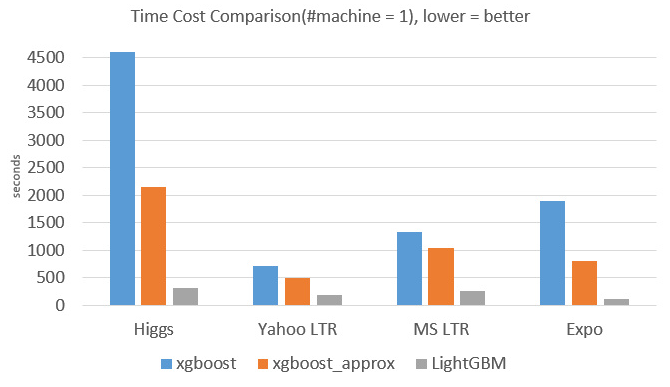 Time Cost Comparison(#machine = 1), lower = better
4500
4000
3500
3000
2500
2000
1500
1000
500
0
seconds
Higgs Yahoo LTR MS LTR Expo
xgboost xgboost_approx LightGBM